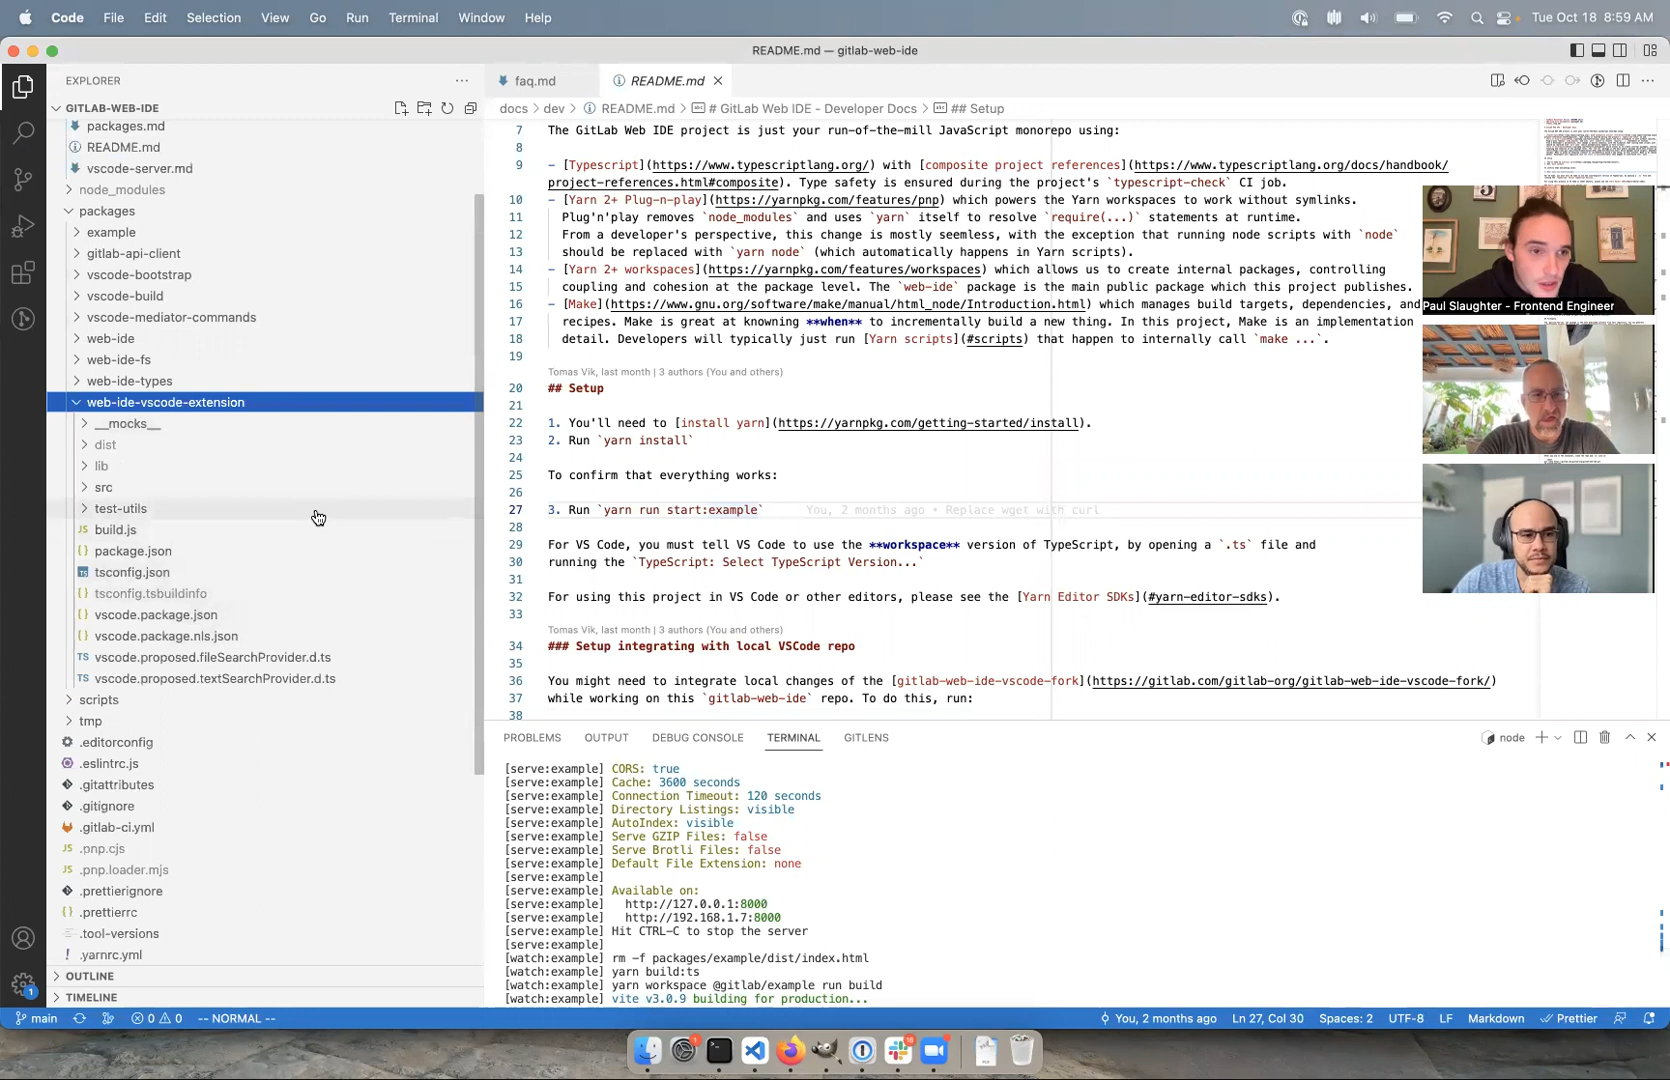 Code File Edit Selection View Go Run Terminal Window Help
Tue Oct 18 8:59 AM
README.md — gitlab-web-ide
EXPLORER
GITLAB-WEB-IDE
packages.md
README.md
vscode-server.md
node_modules
packages
example
gitlab-api-client
vscode-bootstrap
vscode-build
vscode-mediator-commands
web-ide
web-ide-fs
web-ide-types
web-ide-vscode-extension
__mocks__
dist
lib
src
test-utils
JS build.js
{} package.json
TS tsconfig.json
{} tsconfig.tsbuildinfo
{} vscode.package.json
{} vscode.package.nls.json
TS vscode.proposed.fileSearchProvider.d.ts
TS vscode.proposed.textSearchProvider.d.ts
scripts
tmp
.editorconfig
.eslintrc.js
.gitattributes
.gitignore
.gitlab-ci.yml
JS .pnp.cjs
JS .pnp.loader.mjs
.prettierignore
{} .prettierrc
.tool-versions
! .yarnrc.yml
OUTLINE
TIMELINE
faq.md
README.md
docs > dev > README.md > # GitLab Web IDE - Developer Docs > ## Setup
7 The GitLab Web IDE project is just your run-of-the-mill JavaScript monorepo using:
8
9 - [Typescript](https://www.typescriptlang.org/) with [composite project references](https://www.typescriptlang.org/docs/handbook/
project-references.html#composite). Type safety is ensured during the project's `typescript-check` CI job.
10 - [Yarn 2+ Plug-n-play](https://yarnpkg.com/features/pnp) which powers the Yarn workspaces to work without symlinks.
11 Plug'n'play removes `node_modules` and uses `yarn` itself to resolve `require(...)` statements at runtime.
12 From a developer's perspective, this change is mostly seemless, with the exception that running node scripts with `node`
13 should be replaced with `yarn node` (which automatically happens in Yarn scripts).
14 - [Yarn 2+ workspaces](https://yarnpkg.com/features/workspaces) which allows us to create internal packages, controlling
15 coupling and cohesion at the package level. The `web-ide` package is the main public package which this project publishes.
16 - [Make](https://www.gnu.org/software/make/manual/html_node/Introduction.html) which manages build targets, dependencies, and
17 recipes. Make is great at knowning **when** to incrementally build a new thing. In this project, Make is an implementation
18 detail. Developers will typically just run [Yarn scripts](#scripts) that happen to internally call `make ...`.
19
Tomas Vik, last month | 3 authors (You and others)
20 ## Setup
21
22 1. You'll need to [install yarn](https://yarnpkg.com/getting-started/install).
23 2. Run `yarn install`
24
25 To confirm that everything works:
26
27 3. Run `yarn run start:example` You, 2 months ago • Replace wget with curl
28
29 For VS Code, you must tell VS Code to use the **workspace** version of TypeScript, by opening a `.ts` file and
30 running the `TypeScript: Select TypeScript Version...`
31
32 For using this project in VS Code or other editors, please see the [Yarn Editor SDKs](#yarn-editor-sdks).
33
Tomas Vik, last month | 3 authors (You and others)
34 ### Setup integrating with local VSCode repo
35
36 You might need to integrate local changes of the [gitlab-web-ide-vscode-fork](https://gitlab.com/gitlab-org/gitlab-web-ide-vscode-fork/)
37 while working on this `gitlab-web-ide` repo. To do this, run:
38
Paul Slaughter - Frontend Engineer
PROBLEMS OUTPUT DEBUG CONSOLE TERMINAL GITLENS
node
[serve:example] CORS: true
[serve:example] Cache: 3600 seconds
[serve:example] Connection Timeout: 120 seconds
[serve:example] Directory Listings: visible
[serve:example] AutoIndex: visible
[serve:example] Serve GZIP Files: false
[serve:example] Serve Brotli Files: false
[serve:example] Default File Extension: none
[serve:example]
[serve:example] Available on:
[serve:example] http://127.0.0.1:8000
[serve:example] http://192.168.1.7:8000
[serve:example] Hit CTRL-C to stop the server
[serve:example]
[watch:example] rm -f packages/example/dist/index.html
[watch:example] yarn build:ts
[watch:example] yarn workspace @gitlab/example run build
[watch:example] vite v3.0.9 building for production...
1
main 0 0 -- NORMAL --
You, 2 months ago Ln 27, Col 30 Spaces: 2 UTF-8 LF Markdown Prettier